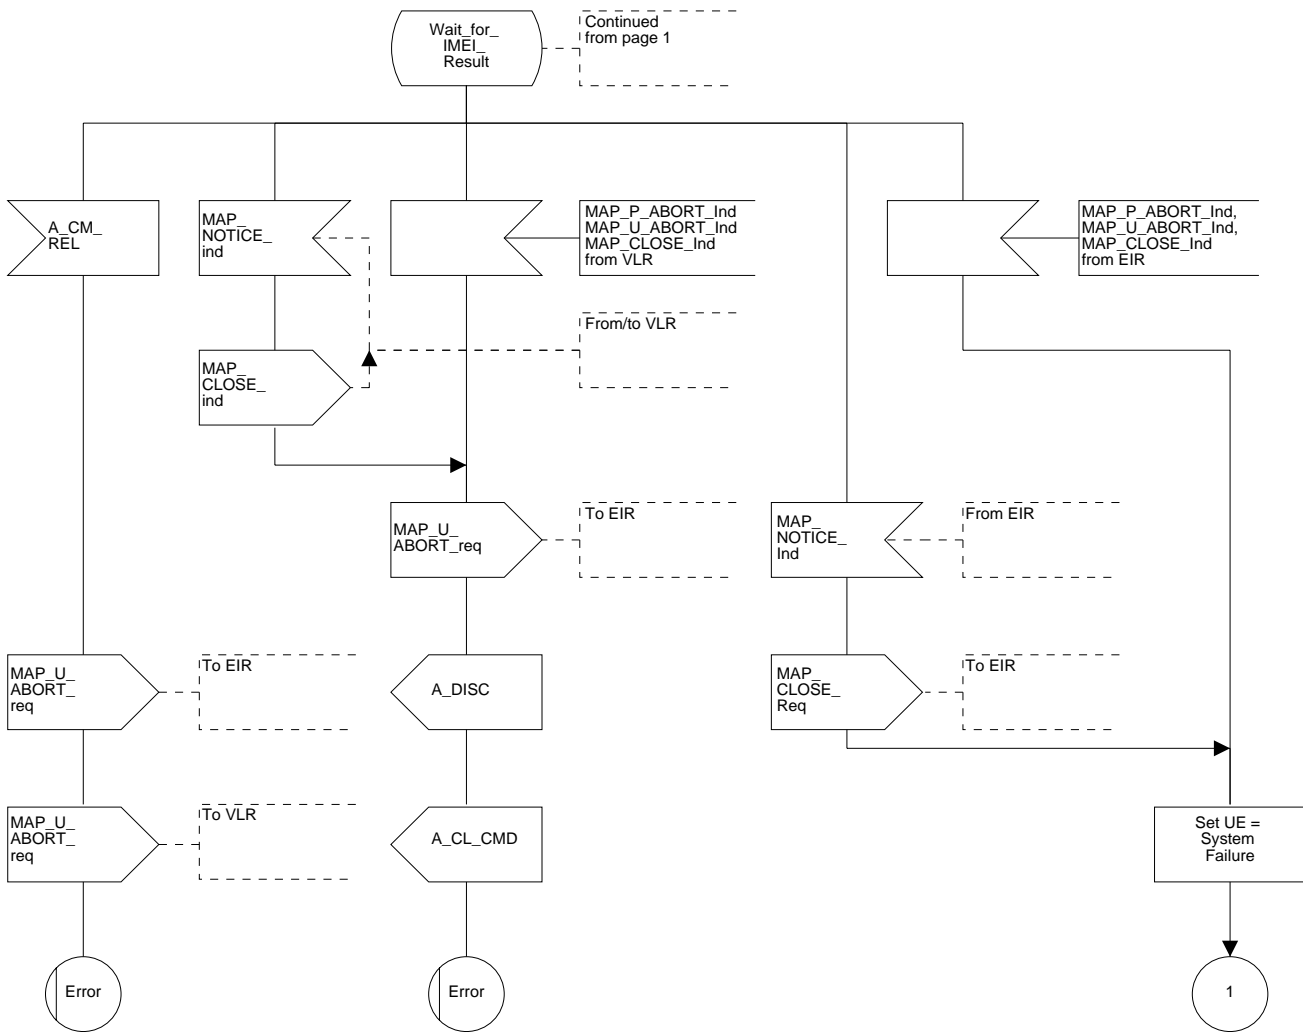 Wait_for_
IMEI_
Result
Continued
from page 1
A_CM_
REL
MAP_
NOTICE_
ind
MAP_P_ABORT_Ind
MAP_U_ABORT_Ind
MAP_CLOSE_Ind
from VLR
MAP_P_ABORT_Ind,
MAP_U_ABORT_Ind,
MAP_CLOSE_Ind
from EIR
From/to VLR
MAP_
CLOSE_
ind
MAP_U_
ABORT_req
To EIR
MAP_
NOTICE_
Ind
From EIR
MAP_U_
ABORT_
req
To EIR
A_DISC
MAP_
CLOSE_
Req
To EIR
MAP_U_
ABORT_
req
To VLR
A_CL_CMD
Set UE =
System
Failure
Error
Error
1